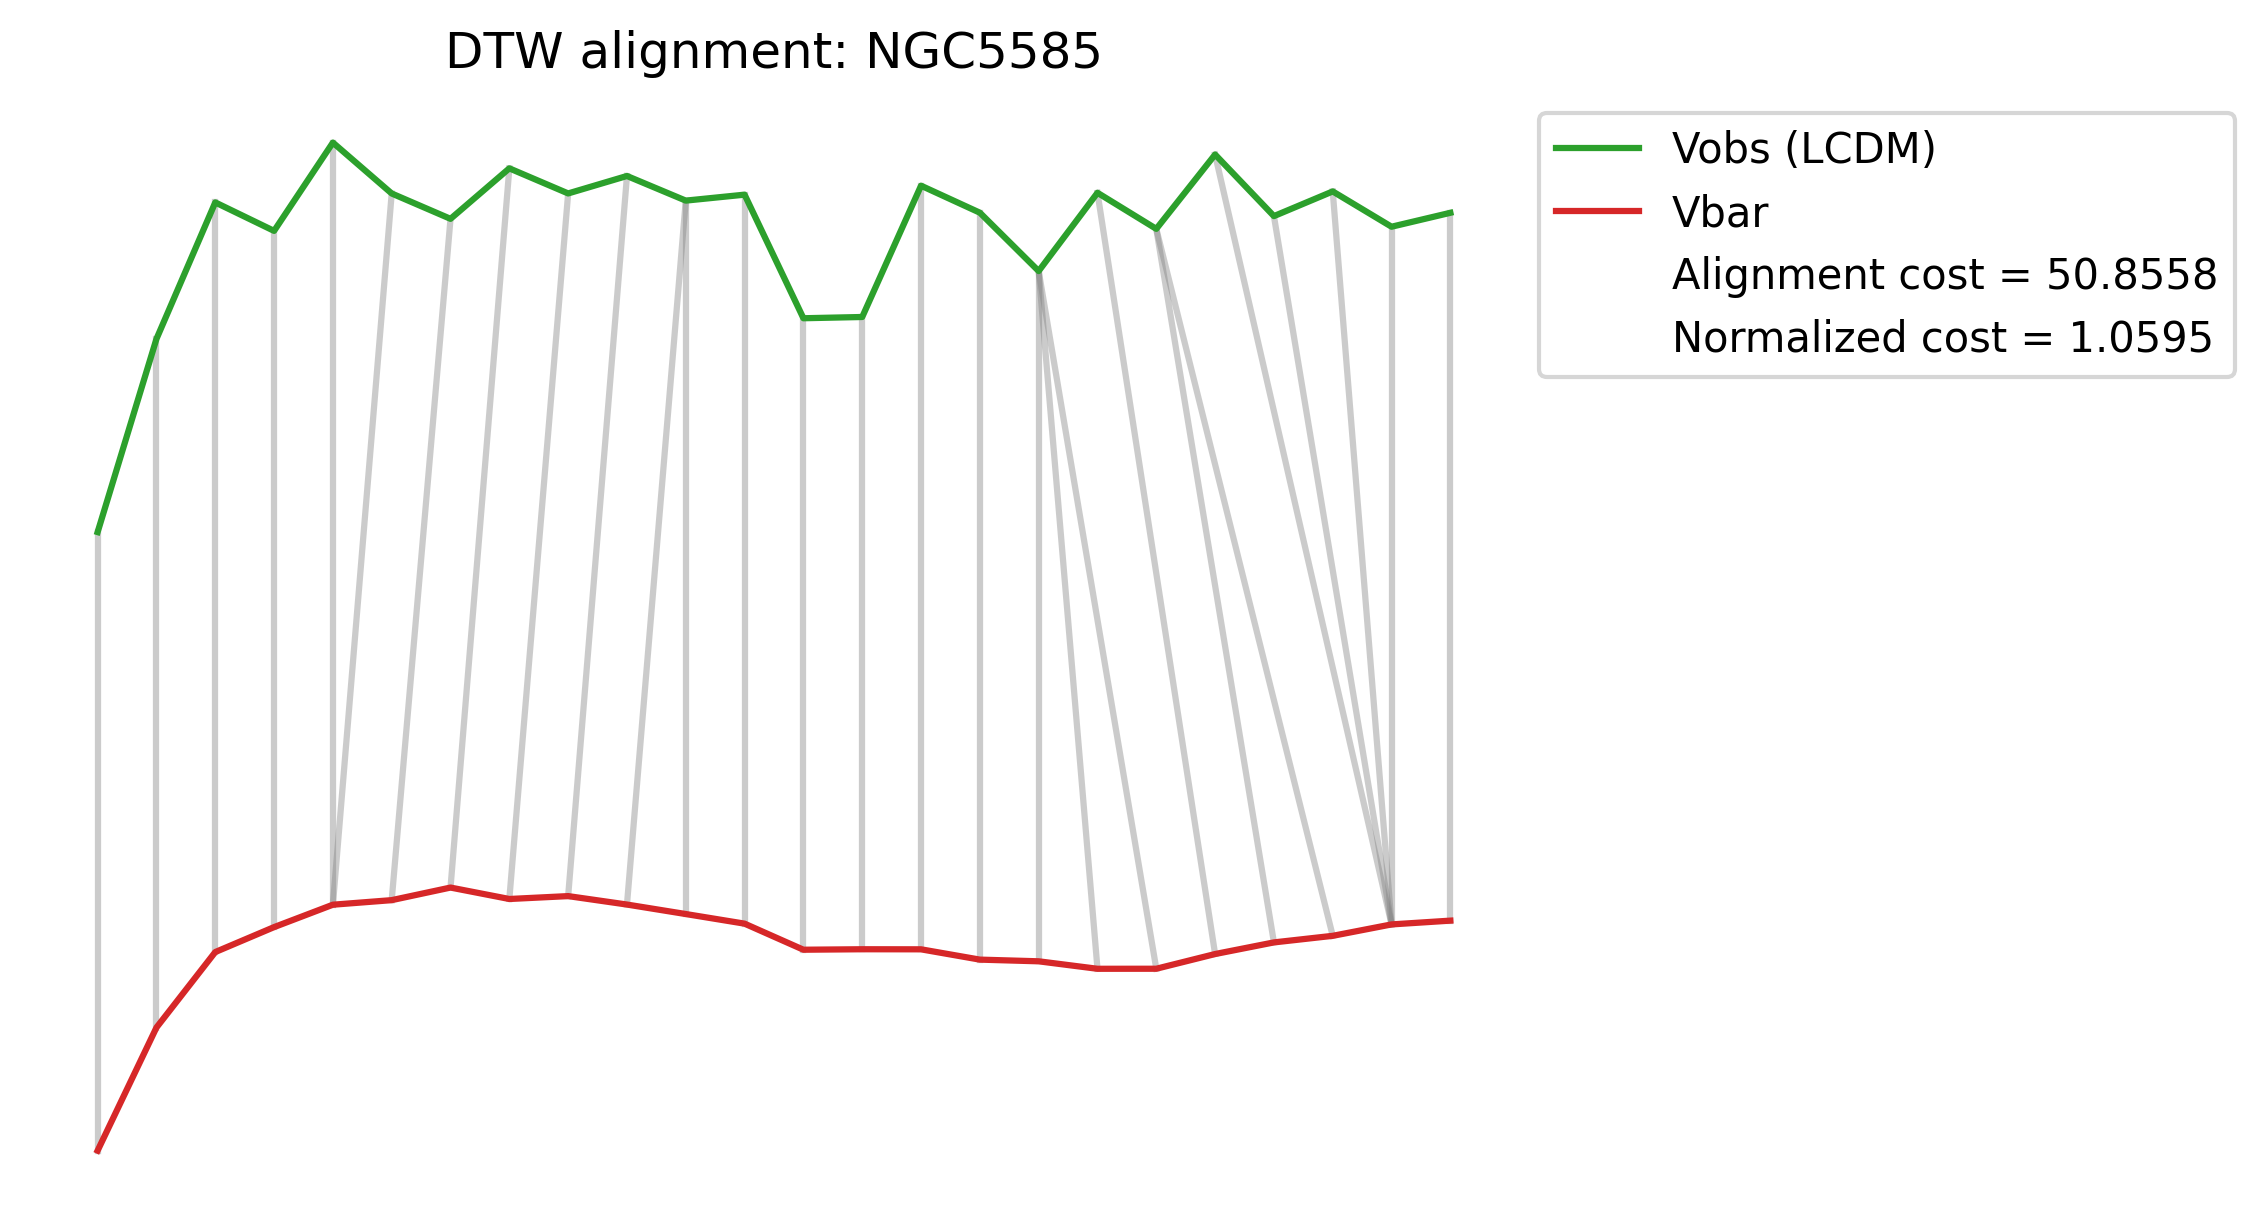 DTW alignment: NGC5585
Vobs (LCDM)
Vbar
Alignment cost = 50.8558
Normalized cost = 1.0595